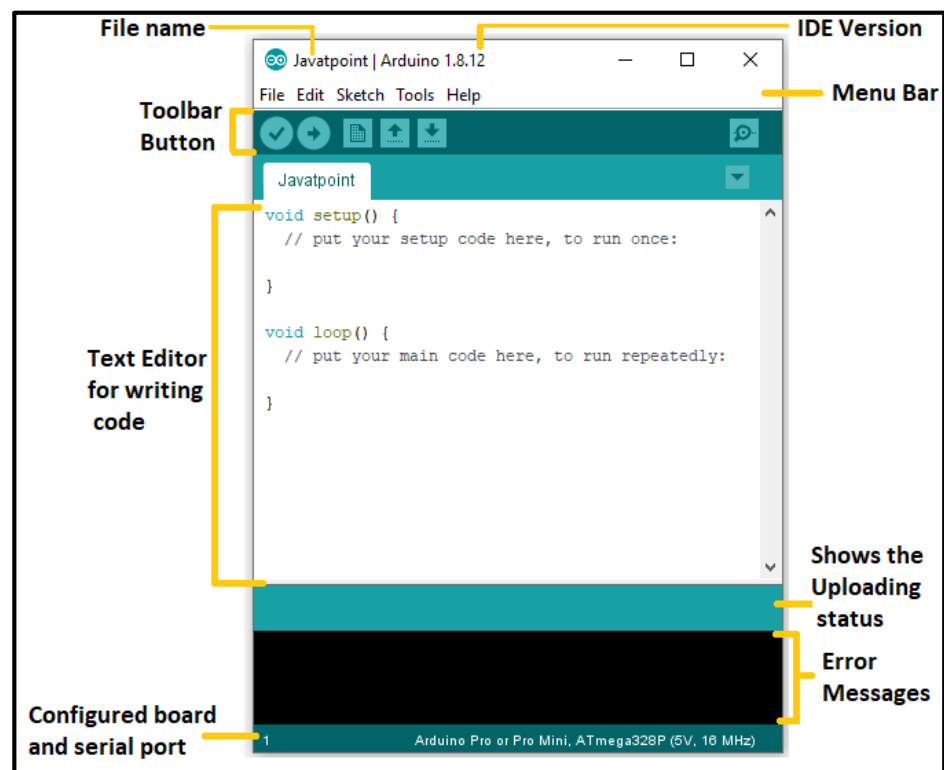 File name
IDE Version
Javatpoint | Arduino 1.8.12
File Edit Sketch Tools Help
Menu Bar
Toolbar
Button
Javatpoint
void setup() {
// put your setup code here, to run once:
}
void loop() {
// put your main code here, to run repeatedly:
}
Text Editor
for writing
code
Shows the
Uploading
status
Error
Messages
Configured board
and serial port
1
Arduino Pro or Pro Mini, ATmega328P (5V, 16 MHz)